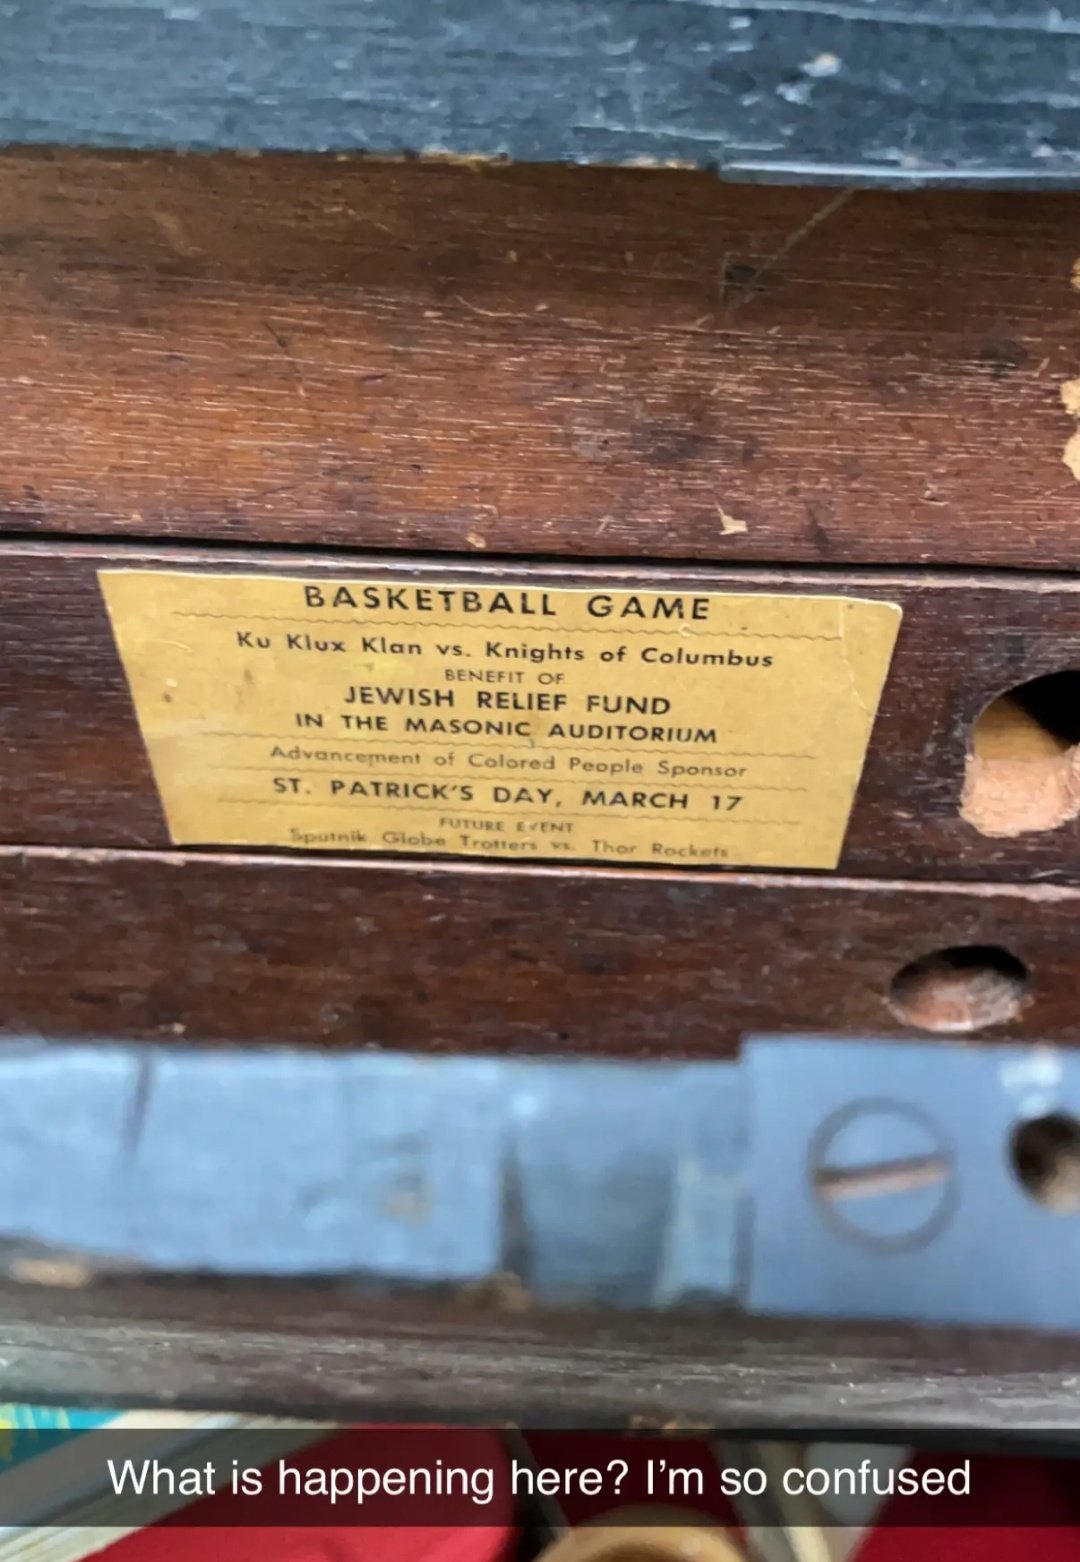 BASKETBALL GAME
Ku Klux Klan vs. Knights of Columbus
BENEFIT OF
JEWISH RELIEF FUND
IN THE MASONIC AUDITORIUM
Advancement of Colored People Sponsor
ST. PATRICK'S DAY, MARCH 17
FUTURE EVENT
Sputnik Globe Trotters vs. Thor Rockets
What is happening here? I'm so confused